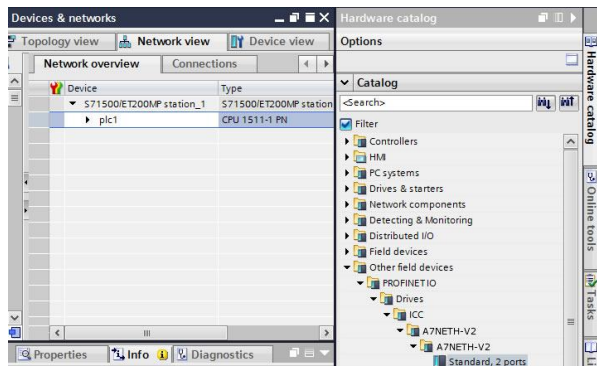 Devices & networks
Topology view
Network view
Device view
Network overview
Connections
Device
Type
S71500/ET200MP station_1
S71500/ET200MP station
plc1
CPU 1511-1 PN
Properties
Info
Diagnostics
Hardware catalog
Options
Catalog
<Search>
Filter
Controllers
HMI
PC systems
Drives & starters
Network components
Detecting & Monitoring
Distributed I/O
Field devices
Other field devices
PROFINET IO
Drives
ICC
A7NETH-V2
A7NETH-V2
Standard, 2 ports
Hardware catalog
Online tools
Tasks